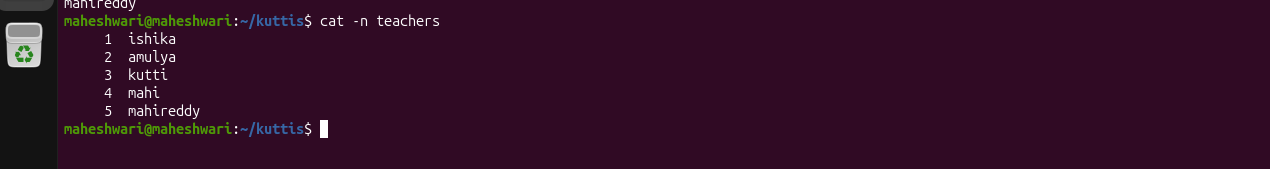 mahireddy
maheshwari@maheshwari:~/kuttis$ cat -n teachers
     1  ishika
     2  amulya
     3  kutti
     4  mahi
     5  mahireddy
maheshwari@maheshwari:~/kuttis$